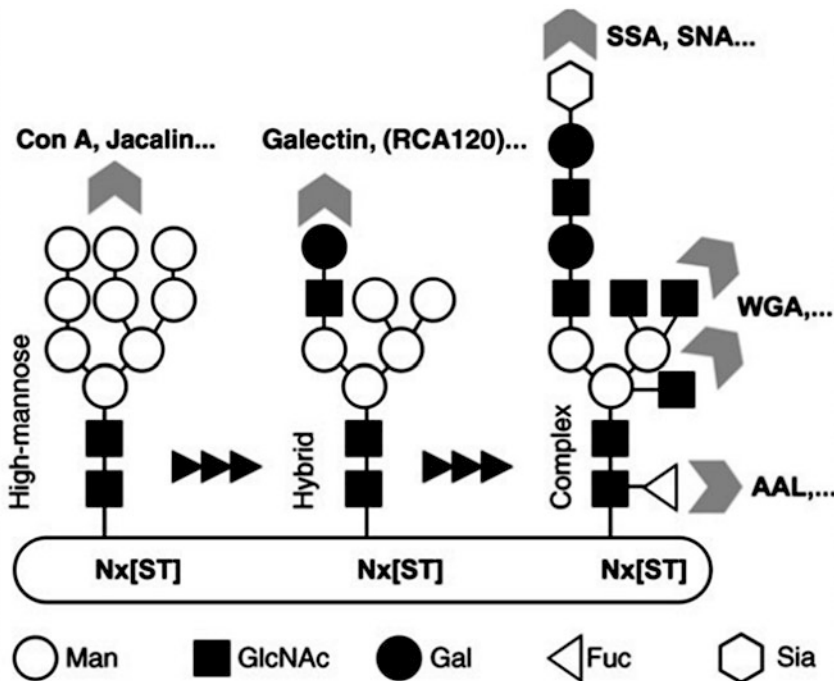 SSA, SNA...
Con A, Jacalin...
Galectin, (RCA120)...
WGA,...
AAL,...
High-mannose
Hybrid
Complex
Nx[ST]
Nx[ST]
Nx[ST]
Man
GlcNAc
Gal
Fuc
Sia